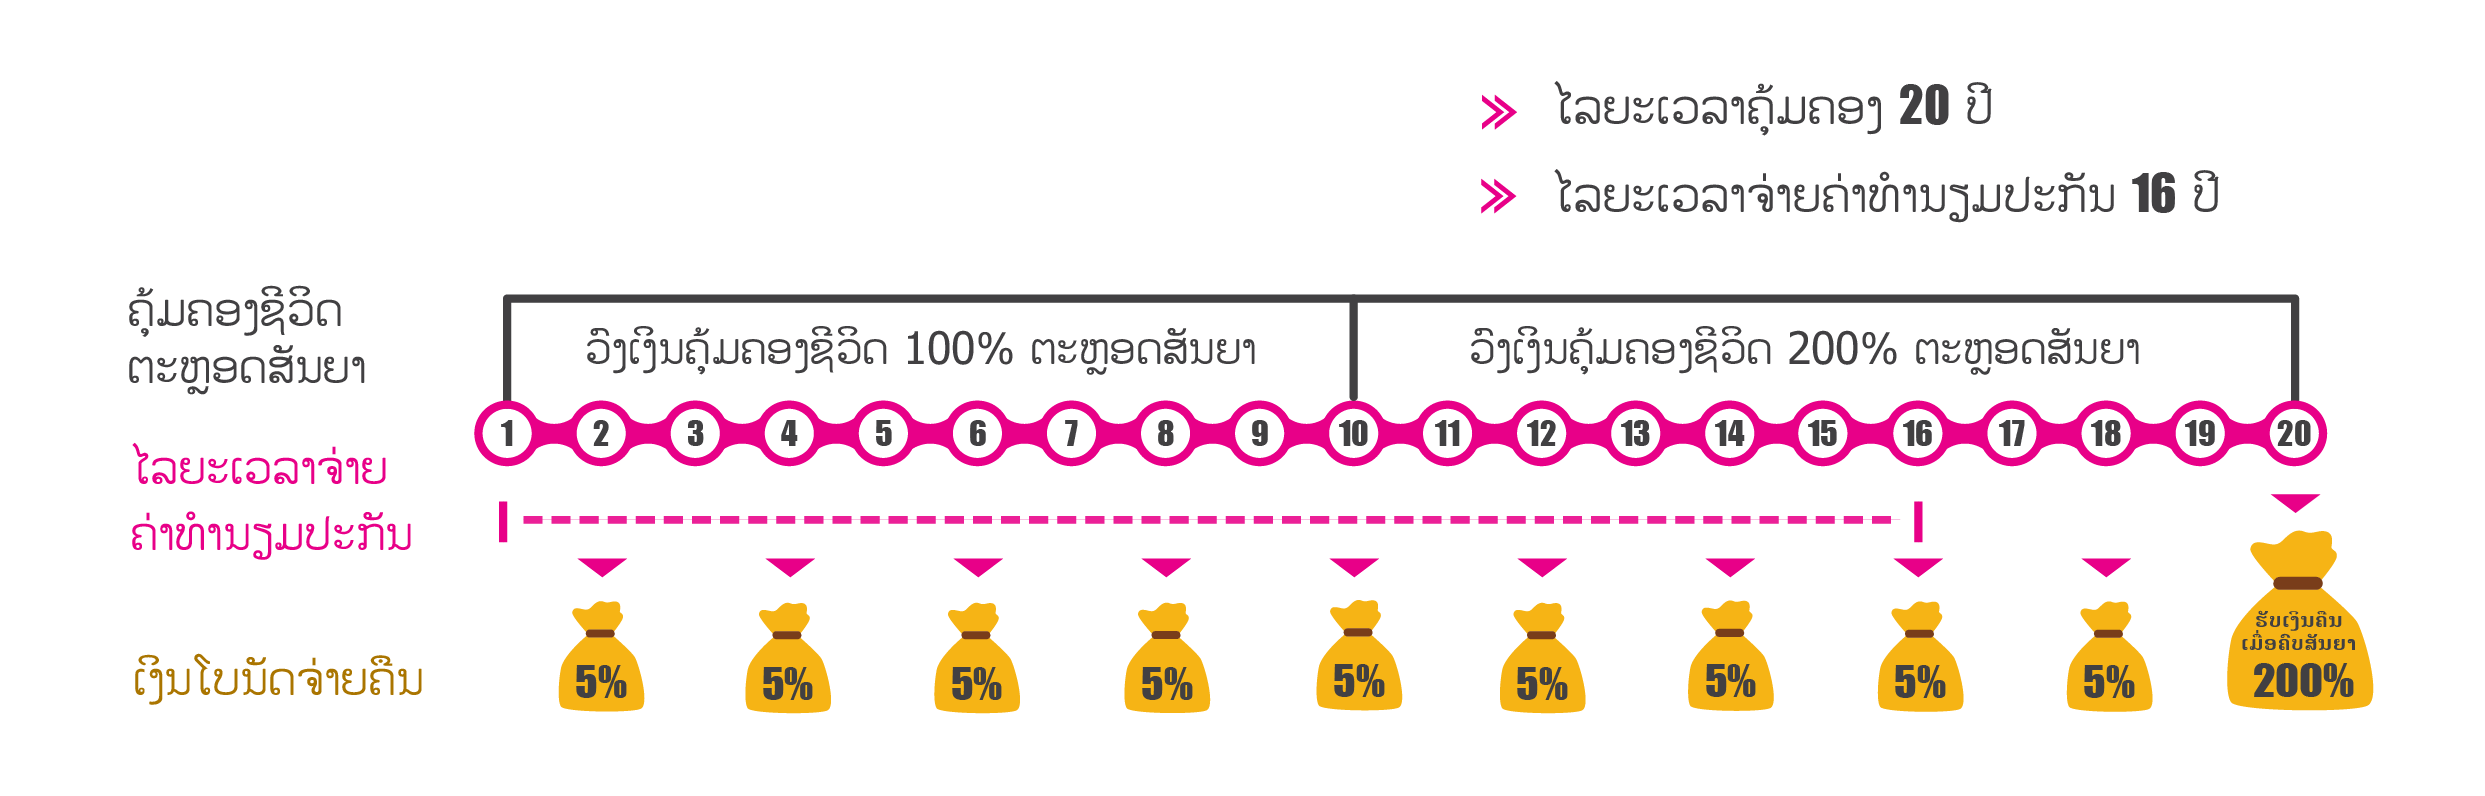 ໄລຍະເວລາຄຸ້ມຄອງ 20 ປີ
ໄລຍະເວລາຈ່າຍຄ່າທຳນຽມປະກັນ 16 ປີ
ຄຸ້ມຄອງຊີວິດ
ຕະຫຼອດສັນຍາ
ວົງເງິນຄຸ້ມຄອງຊີວິດ 100% ຕະຫຼອດສັນຍາ
ວົງເງິນຄຸ້ມຄອງຊີວິດ 200% ຕະຫຼອດສັນຍາ
1 2 3 4 5 6 7 8 9 10 11 12 13 14 15 16 17 18 19 20
ໄລຍະເວລາຈ່າຍ
ຄ່າທຳນຽມປະກັນ
ເງິນໂບນັດຈ່າຍຄືນ
5% 5% 5% 5% 5% 5% 5% 5% 5%
ຮັບເງິນຄືນ
ເມື່ອຄົບສັນຍາ
200%